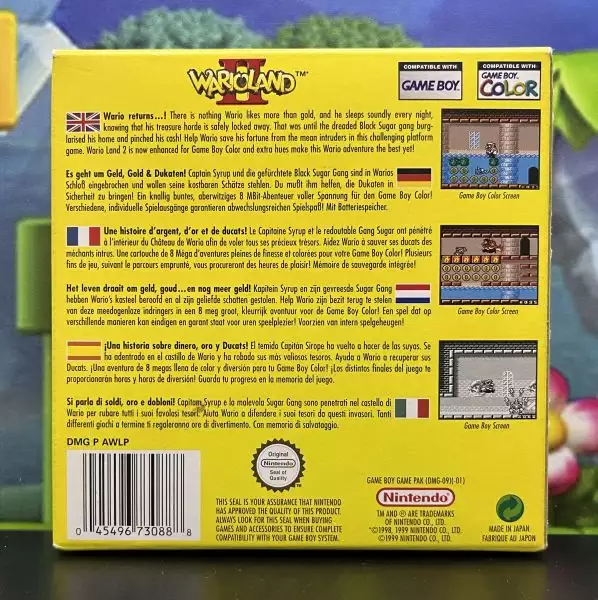 WARIOLAND II™
COMPATIBLE WITH
GAME BOY.
COMPATIBLE WITH
GAME BOY.
COLOR
Wario returns...! There is nothing Wario likes more than gold, and he sleeps soundly every night,
knowing that his treasure horde is safely locked away. That was until the dreaded Black Sugar gang burg-
larised his home and pinched his cash! Help Wario save his fortune from the mean intruders in this challenging platform
game. Wario Land 2 is now enhanced for Game Boy Color and extra hues make this Wario adventure the best yet!
Game Boy Color Screen
Es geht um Geld, Gold & Dukaten! Captain Syrup und die gefürchtete Black Sugar Gang sind in Warios
Schloß eingebrochen und wollen seine kostbaren Schätze stehlen. Du mußt ihm helfen, die Dukaten in
Sicherheit zu bringen! Ein knallig buntes, aberwitziges 8 MBit-Abenteuer voller Spannung für den Game Boy Color!
Verschiedene, individuelle Spielausgänge garantieren abwechslungsreichen Spielspaß! Mit Batteriespeicher.
Une histoire d'argent, d'or et de ducats! Le Capitaine Syrup et le redoutable Gang Sugar ont pénétré
à l'intérieur du Château de Wario afin de voler tous ses précieux trésors. Aidez Wario à sauver ses ducats des
méchants intrus. Une cartouche de 8 Méga d'aventures pleines de finesse et colorées pour votre Game Boy Color! Plusieurs
fins de jeu, suivant le parcours emprunté, vous procureront des heures de plaisir! Mémoire de sauvegarde intégrée!
Game Boy Color Screen
Het leven draait om geld, goud...en nog meer geld! Kapitein Syrup en zijn gevreesde Sugar Gang
hebben Wario's kasteel beroofd en al zijn geliefde schatten gestolen. Help Wario zijn bezit terug te stelen
van deze meedogenloze indringers in een 8 meg groot, kleurrijk avontuur voor de Game Boy Color! Een spel dat op
verschillende manieren kan eindigen en garant staat voor uren speelplezier! Voorzien van intern spelgeheugen!
¡Una historia sobre dinero, oro y Ducats! El temido Capitán Sirope ha vuelto a hacer de las suyas. Se
ha adentrado en el castillo de Wario y ha robado sus más valiosos tesoros. Ayuda a Wario a recuperar sus
Ducats. ¡Una aventura de 8 megas llena de color y diversión para tu Game Boy Color! ¡Los distintos finales del juego te
proporcionarán horas y horas de diversión! Guarda tu progreso en la memoria del juego.
Game Boy Screen
Si parla di soldi, oro e dobloni! Capitan Syrup e la malevola Sugar Gang sono penetrati nel castello di
Wario per rubare tutti i suoi favolosi tesori. Aiuta Wario a difendere i suoi tesori da questi invasori. Tanti
differenti giochi a termine ti regaleranno ore di divertimento. Con memoria di salvataggio.
DMG P AWLP
0 45496 73088 8
Original
Nintendo
Seal of
Quality
THIS SEAL IS YOUR ASSURANCE THAT NINTENDO
HAS APPROVED THE QUALITY OF THIS PRODUCT.
ALWAYS LOOK FOR THIS SEAL WHEN BUYING
GAMES AND ACCESSORIES TO ENSURE COMPLETE
COMPATIBILITY WITH YOUR GAME BOY SYSTEM.
GAME BOY GAME PAK (DMG-09)(-01)
Nintendo
TM AND ® ARE TRADEMARKS
OF NINTENDO CO., LTD.
©1998, 1999 NINTENDO CO., LTD.
©1999 NINTENDO CO., LTD.
MADE IN JAPAN
FABRIQUE AU JAPON